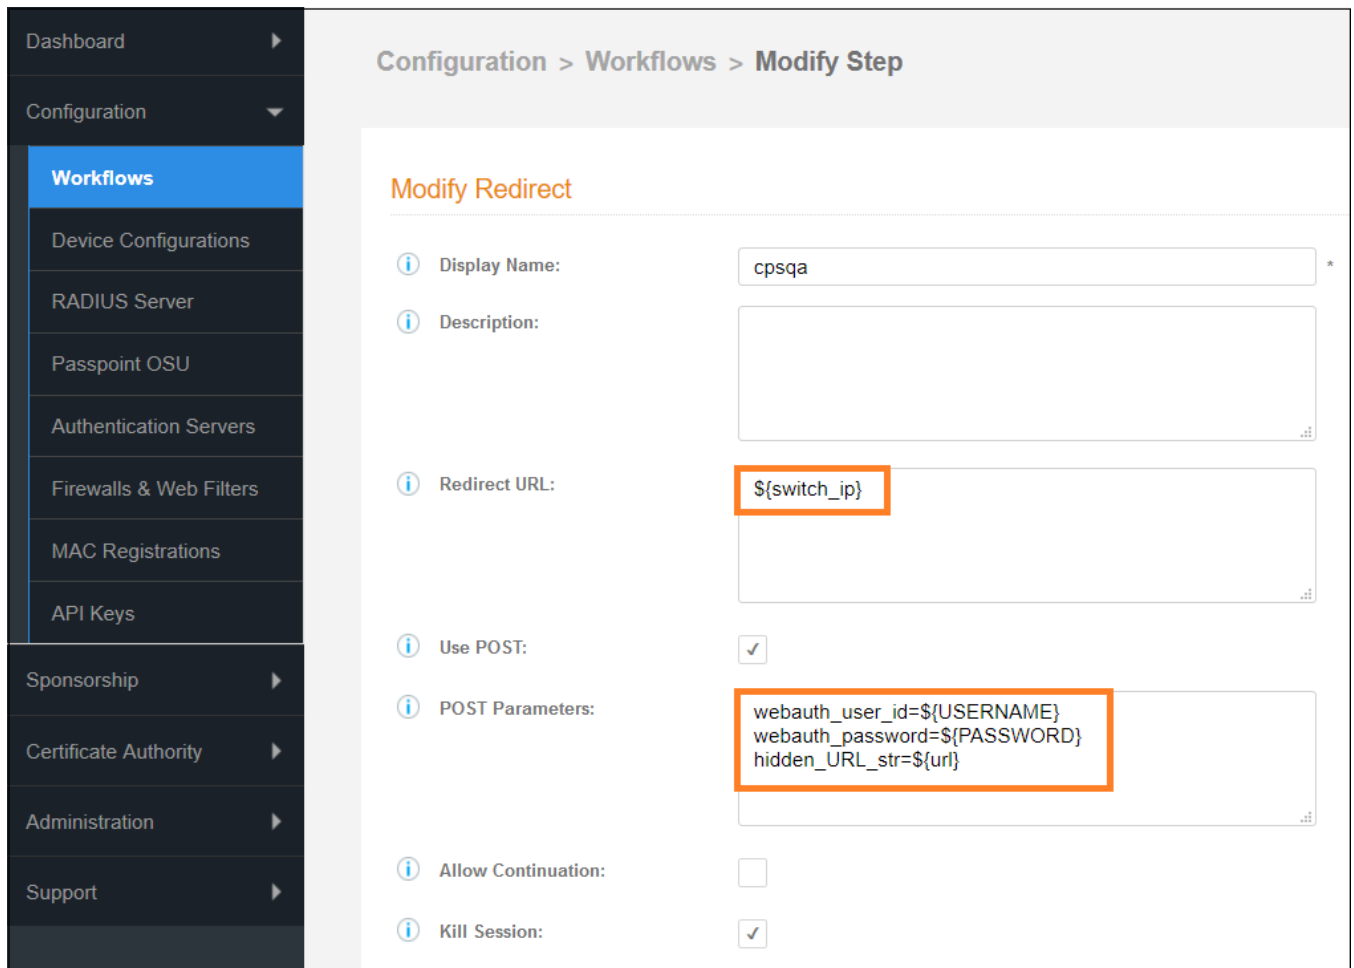 Dashboard
Configuration
Workflows
Device Configurations
RADIUS Server
Passpoint OSU
Authentication Servers
Firewalls & Web Filters
MAC Registrations
API Keys
Sponsorship
Certificate Authority
Administration
Support
Configuration > Workflows > Modify Step
Modify Redirect
Display Name: cpsqa *
Description:
Redirect URL: ${switch_ip}
Use POST:
POST Parameters: webauth_user_id=${USERNAME}
webauth_password=${PASSWORD}
hidden_URL_str=${url}
Allow Continuation:
Kill Session: